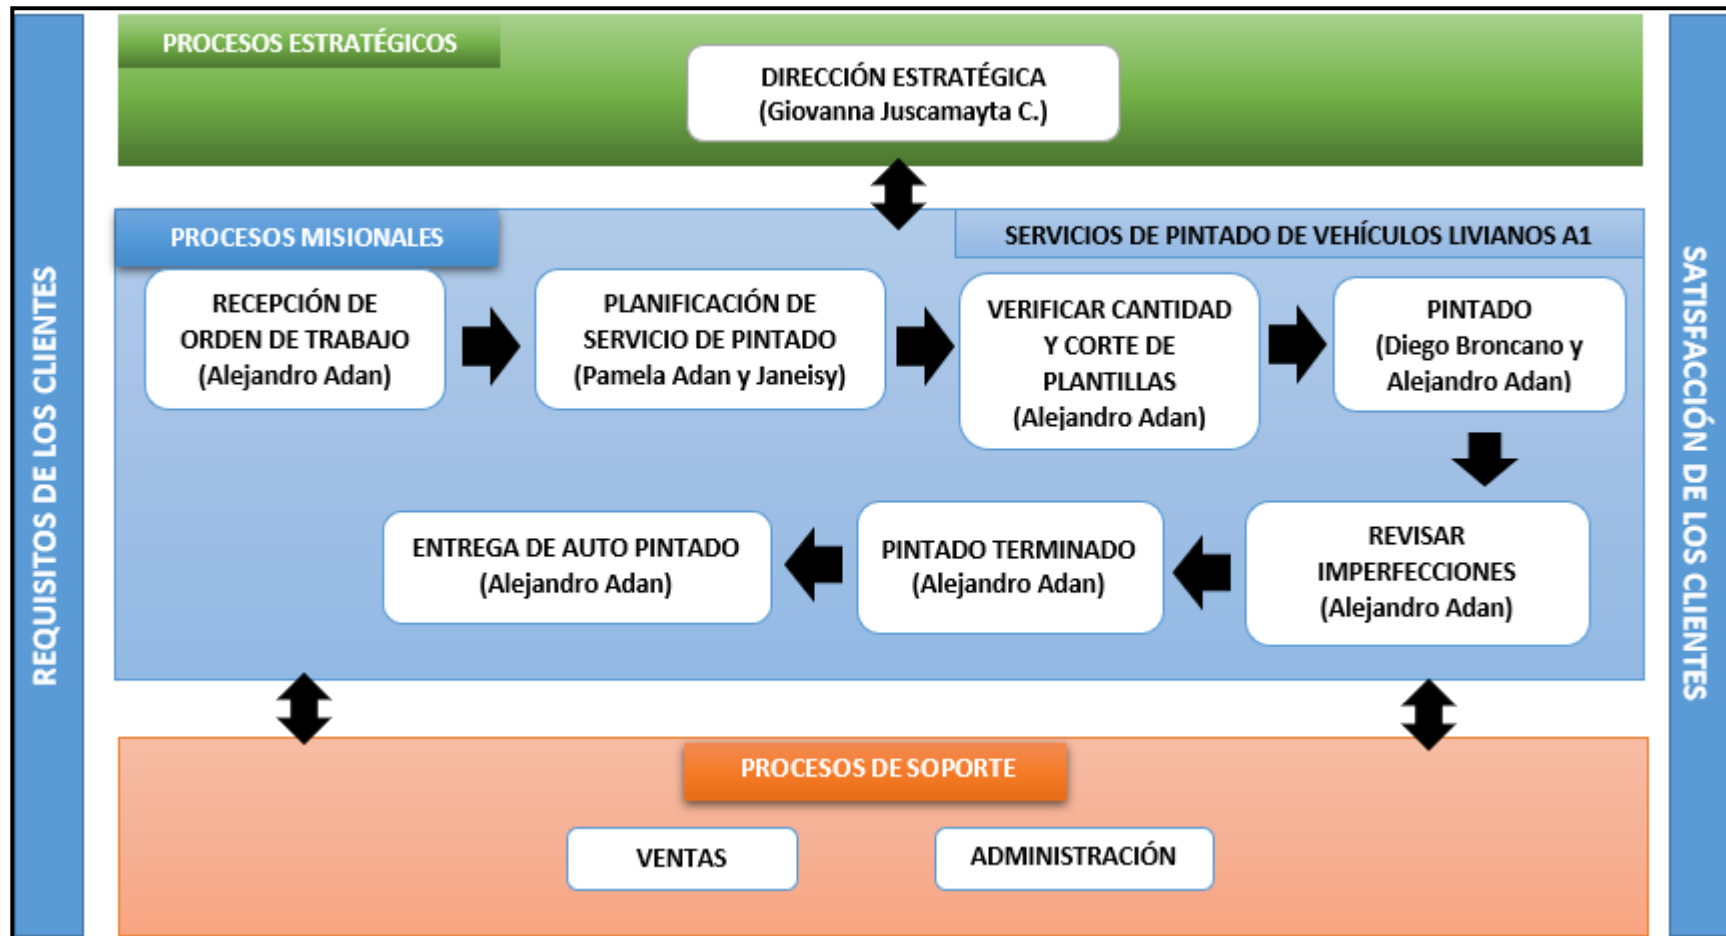 REQUISITOS DE LOS CLIENTES
PROCESOS ESTRATÉGICOS
DIRECCIÓN ESTRATÉGICA
(Giovanna Juscamayta C.)
PROCESOS MISIONALES
SERVICIOS DE PINTADO DE VEHÍCULOS LIVIANOS A1
RECEPCIÓN DE
ORDEN DE TRABAJO
(Alejandro Adan)
PLANIFICACIÓN DE
SERVICIO DE PINTADO
(Pamela Adan y Janeisy)
VERIFICAR CANTIDAD
Y CORTE DE
PLANTILLAS
(Alejandro Adan)
PINTADO
(Diego Broncano y
Alejandro Adan)
REVISAR
IMPERFECCIONES
(Alejandro Adan)
PINTADO TERMINADO
(Alejandro Adan)
ENTREGA DE AUTO PINTADO
(Alejandro Adan)
PROCESOS DE SOPORTE
VENTAS
ADMINISTRACIÓN
SATISFACCIÓN DE LOS CLIENTES